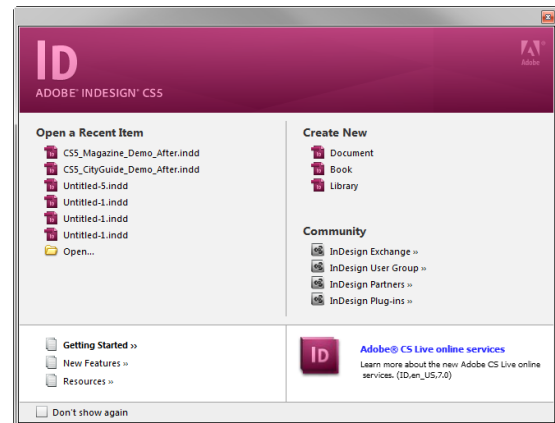 ID
Adobe
ADOBE® INDESIGN® CS5
Open a Recent Item
CS5_Magazine_Demo_After.indd
CS5_CityGuide_Demo_After.indd
Untitled-5.indd
Untitled-1.indd
Untitled-1.indd
Untitled-1.indd
Open...
Create New
Document
Book
Library
Community
InDesign Exchange »
InDesign User Group »
InDesign Partners »
InDesign Plug-ins »
Getting Started »
New Features »
Resources »
ID
Adobe® CS Live online services
Learn more about the new Adobe CS Live online
services. (ID,en_US,7.0)
Don't show again